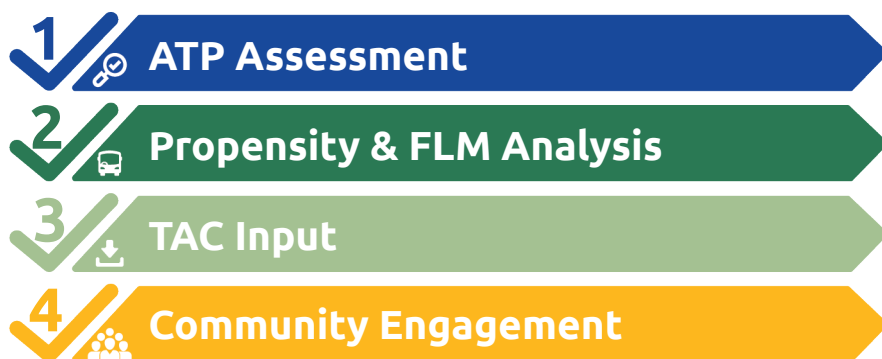 1 ATP Assessment
2 Propensity & FLM Analysis
3 TAC Input
4 Community Engagement